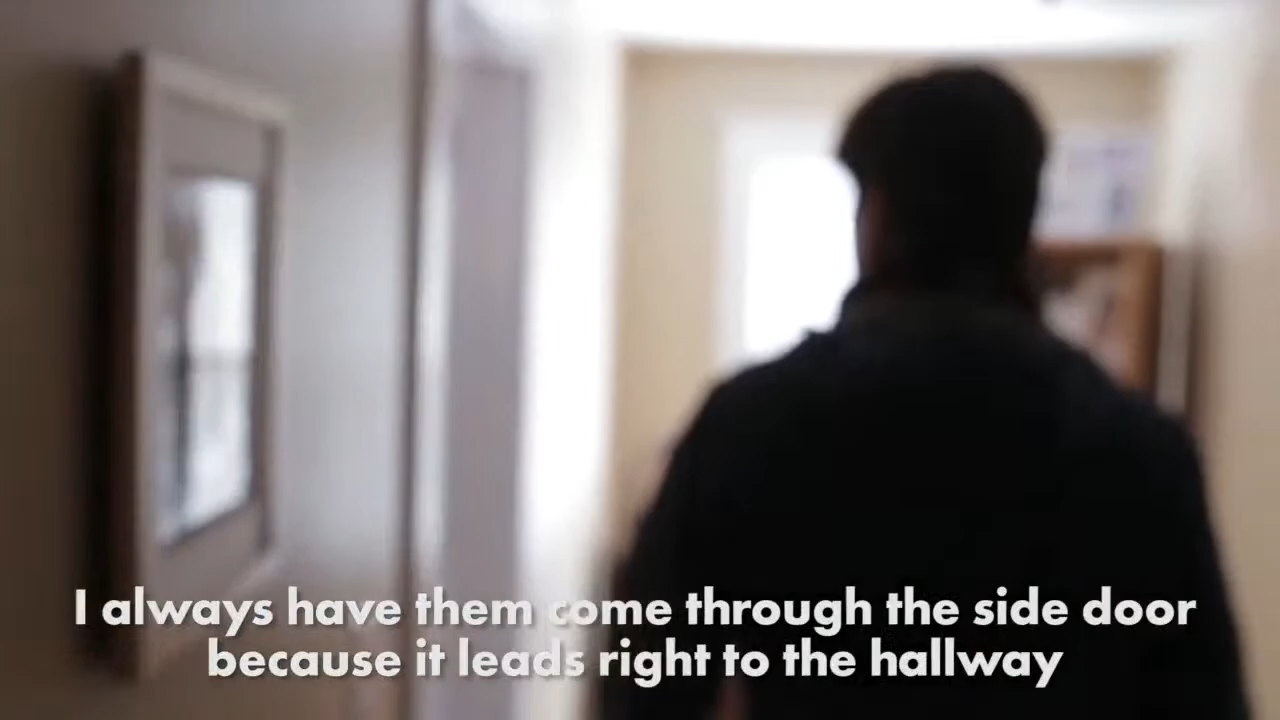 I always have them come through the side door
because it leads right to the hallway